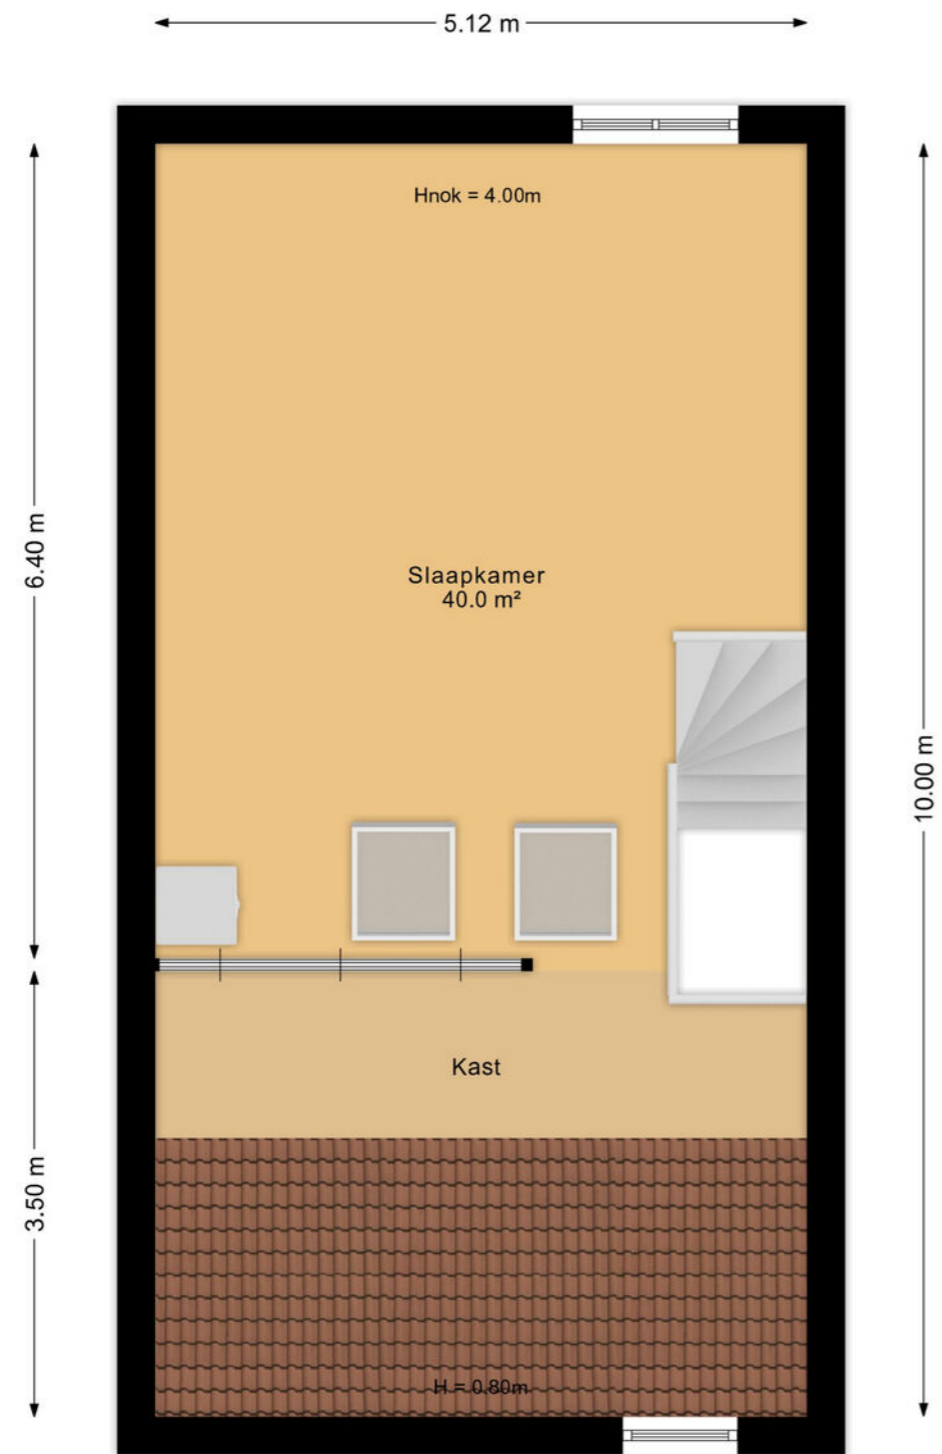 5.12 m
Hnok = 4.00m
6.40 m
Slaapkamer
40.0 m²
10.00 m
Kast
3.50 m
H = 0.80m